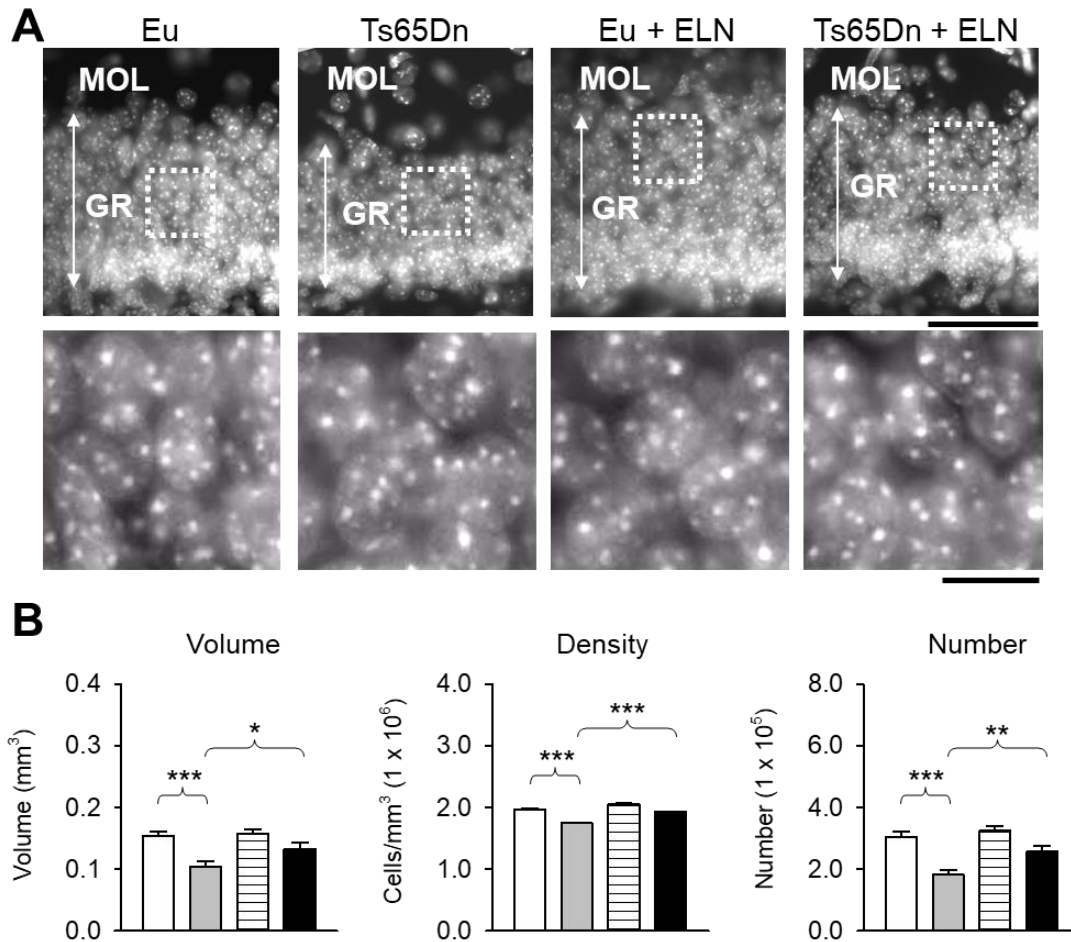 A
Eu
Ts65Dn
Eu + ELN
Ts65Dn + ELN
MOL
MOL
MOL
MOL
GR
GR
GR
GR
B
Volume
Density
Number
Volume (mm³)
0.4
0.3
0.2
0.1
0.0
***
*
Cells/mm³ (1 x 10⁶)
4.0
3.0
2.0
1.0
0.0
***
***
Number (1 x 10⁵)
8.0
6.0
4.0
2.0
0.0
***
**